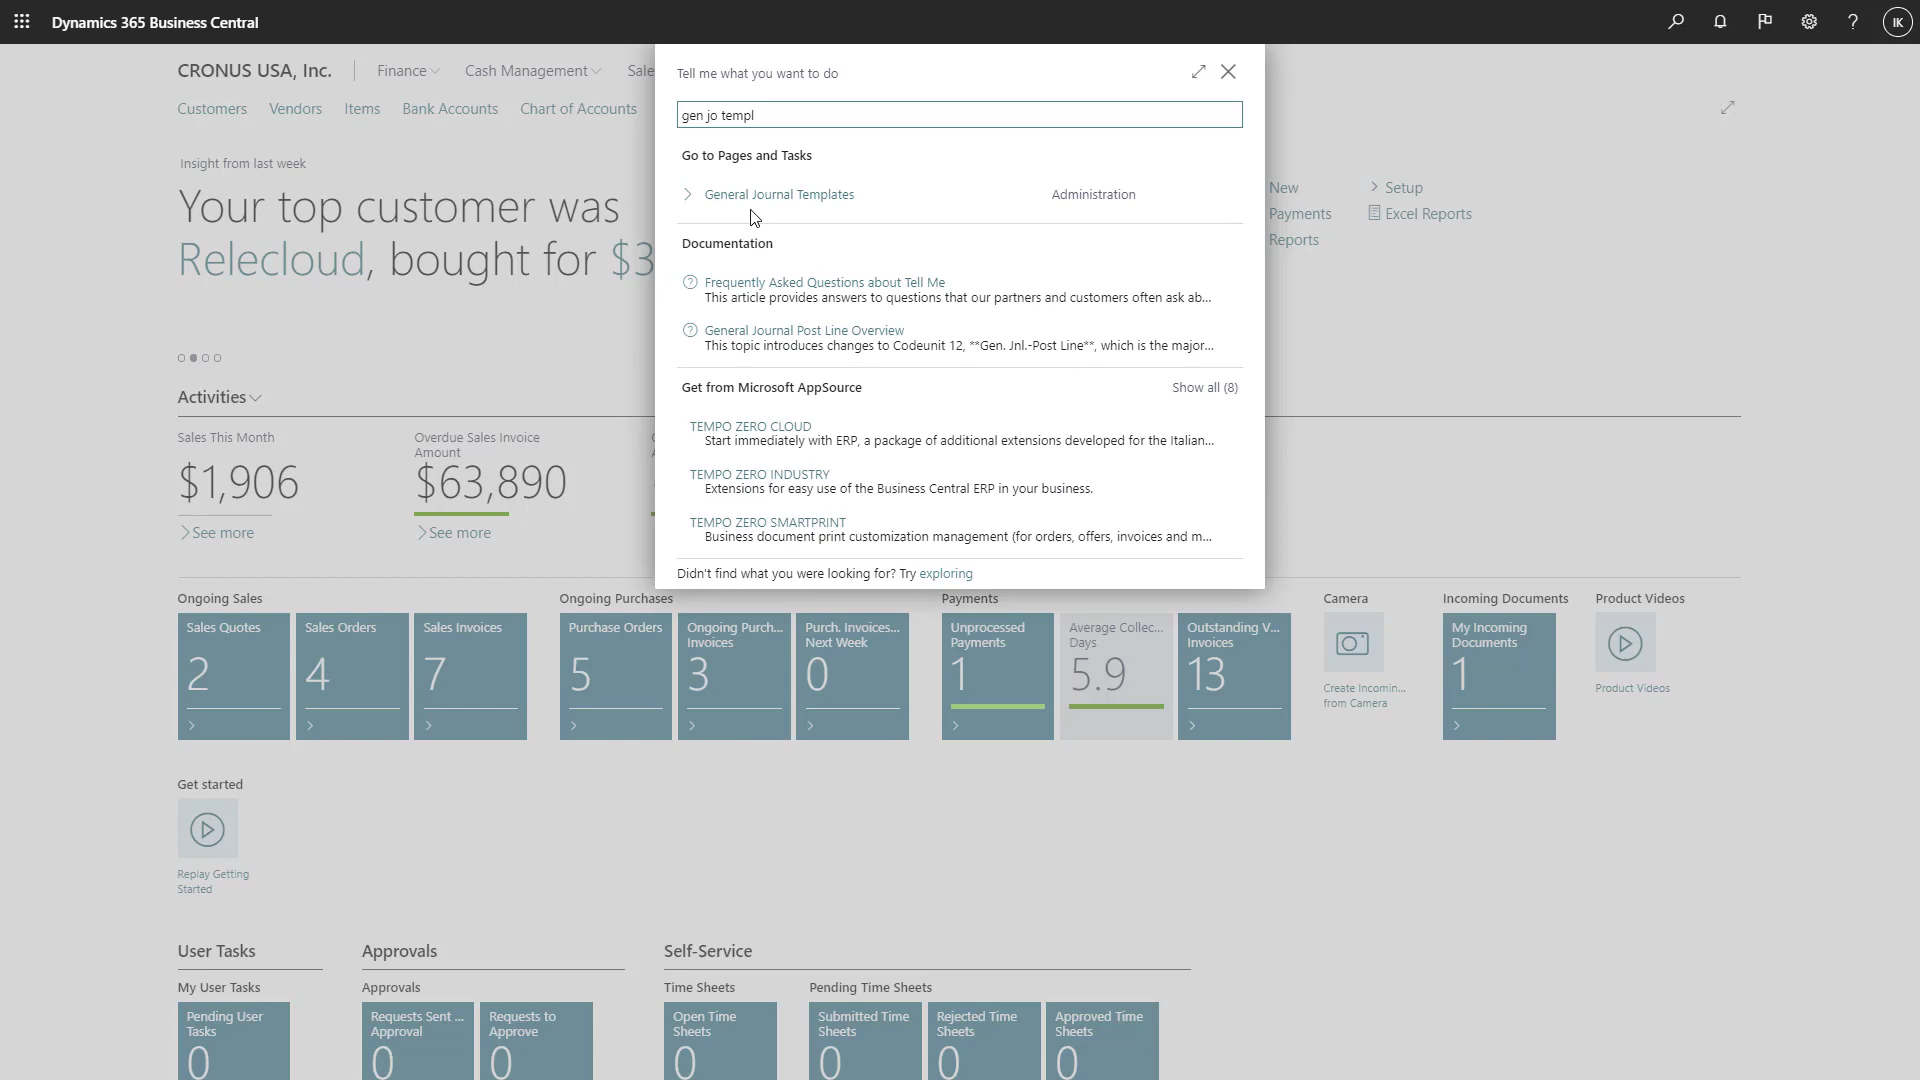 Dynamics 365 Business Central
IK
CRONUS USA, Inc.
Finance
Cash Management
Customers
Vendors
Items
Bank Accounts
Chart of Accounts
Insight from last week
Your top customer was
Relecloud, bought for $3
Tell me what you want to do
gen jo templ
Go to Pages and Tasks
General Journal Templates
Administration
Documentation
Frequently Asked Questions about Tell Me
This article provides answers to questions that our partners and customers often ask ab...
General Journal Post Line Overview
This topic introduces changes to Codeunit 12, **Gen. Jnl.-Post Line**, which is the major...
Get from Microsoft AppSource
Show all (8)
TEMPO ZERO CLOUD
Start immediately with ERP, a package of additional extensions developed for the Italian...
TEMPO ZERO INDUSTRY
Extensions for easy use of the Business Central ERP in your business.
TEMPO ZERO SMARTPRINT
Business document print customization management (for orders, offers, invoices and m...
Didn't find what you were looking for? Try exploring
New
Payments
Reports
Setup
Excel Reports
Activities
Sales This Month
$1,906
See more
Overdue Sales Invoice
Amount
$63,890
See more
Ongoing Sales
Sales Quotes
2
Sales Orders
4
Sales Invoices
7
Ongoing Purchases
Purchase Orders
5
Ongoing Purch...
Invoices
3
Purch. Invoices...
Next Week
0
Payments
Unprocessed
Payments
1
Average Collec...
Days
5.9
Outstanding V...
Invoices
13
Camera
Create Incomin...
from Camera
Incoming Documents
My Incoming
Documents
1
Product Videos
Product Videos
Get started
Replay Getting
Started
User Tasks
My User Tasks
Pending User
Tasks
0
Approvals
Approvals
Requests Sent ...
Approval
0
Requests to
Approve
0
Self-Service
Time Sheets
Open Time
Sheets
0
Pending Time Sheets
Submitted Time
Sheets
0
Rejected Time
Sheets
0
Approved Time
Sheets
0